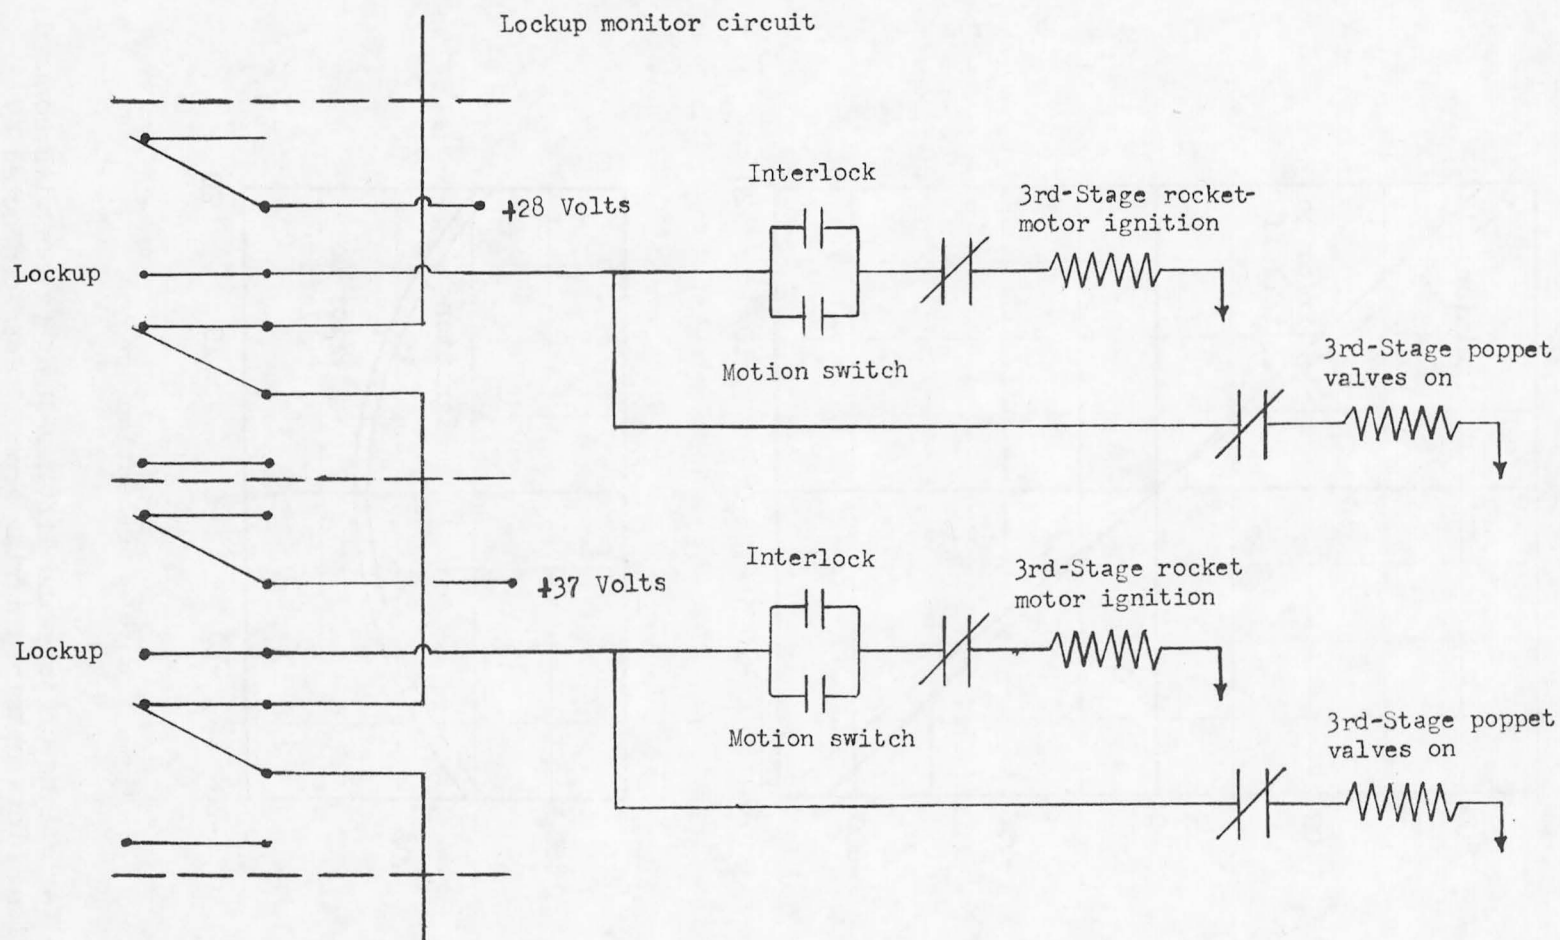 Lockup monitor circuit
+28 Volts
Interlock
3rd-Stage rocket-
motor ignition
Lockup
Motion switch
3rd-Stage poppet
valves on
Interlock
3rd-Stage rocket
motor ignition
+37 Volts
Lockup
Motion switch
3rd-Stage poppet
valves on